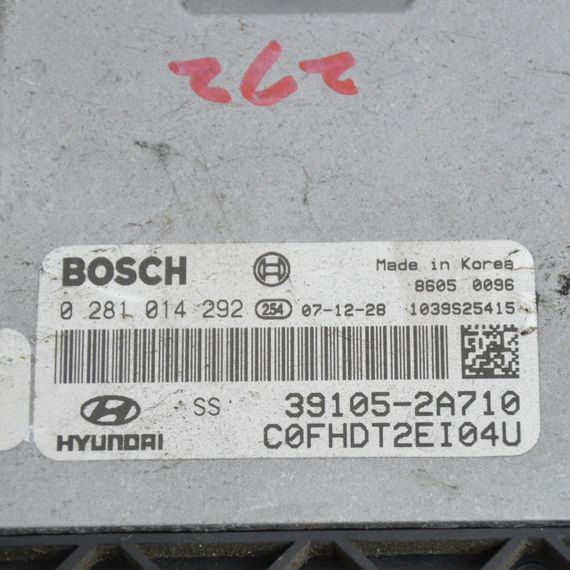 292
BOSCH
Made in Korea
8605 0096
0 281 014 292 254 07-12-28 1039S25415
SS
39105-2A710
HYUNDAI
C0FHDT2EI04U